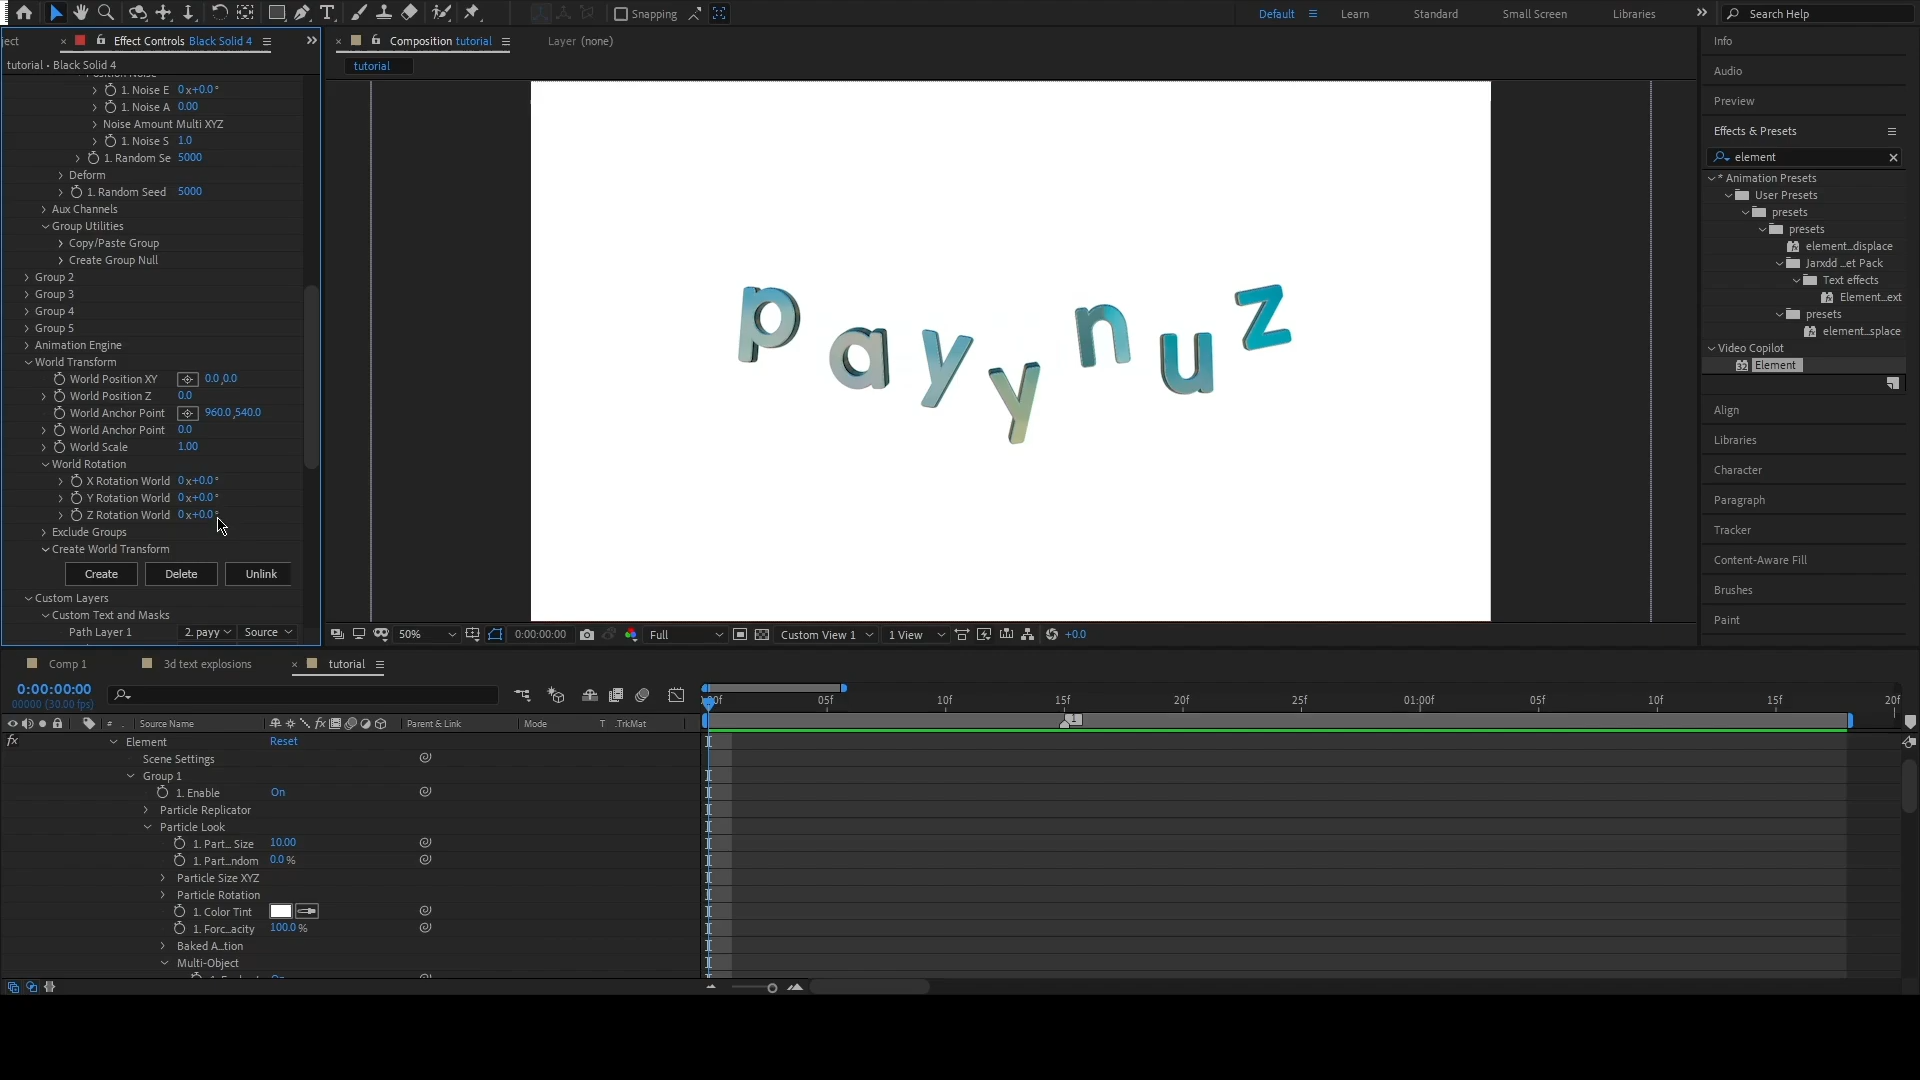 Snapping
Default
Learn
Standard
Small Screen
Libraries
Search Help
ject
Effect Controls Black Solid 4
Composition tutorial
Layer (none)
tutorial • Black Solid 4
tutorial
1. Noise E 0x+0.0°
1. Noise A 0.00
Noise Amount Multi XYZ
1. Noise S 1.0
1. Random Se 5000
Deform
1. Random Seed 5000
Aux Channels
Group Utilities
Copy/Paste Group
Create Group Null
Group 2
Group 3
Group 4
Group 5
Animation Engine
World Transform
World Position XY 0.0,0.0
World Position Z 0.0
World Anchor Point 960.0,540.0
World Anchor Point 0.0
World Scale 1.00
World Rotation
X Rotation World 0x+0.0°
Y Rotation World 0x+0.0°
Z Rotation World 0x+0.0°
Exclude Groups
Create World Transform
Create Delete Unlink
Custom Layers
Custom Text and Masks
Path Layer 1 2. payy Source
payynuz
50% 0:00:00:00 Full Custom View 1 1 View +0.0
Info
Audio
Preview
Effects & Presets
element
* Animation Presets
User Presets
presets
presets
element...displace
Jarxdd ...et Pack
Text effects
Element...ext
presets
element...splace
Video Copilot
32 Element
Align
Libraries
Character
Paragraph
Tracker
Content-Aware Fill
Brushes
Paint
Comp 1
3d text explosions
tutorial
0:00:00:00
00000 (30.00 fps)
05f 10f 15f 20f 25f 01:00f 05f 10f 15f 20f
1
# Source Name fx Parent & Link Mode T .TrkMat
fx Element Reset
Scene Settings
Group 1
1. Enable On
Particle Replicator
Particle Look
1. Part... Size 10.00
1. Part...ndom 0.0 %
Particle Size XYZ
Particle Rotation
1. Color Tint
1. Forc...acity 100.0 %
Baked A...tion
Multi-Object